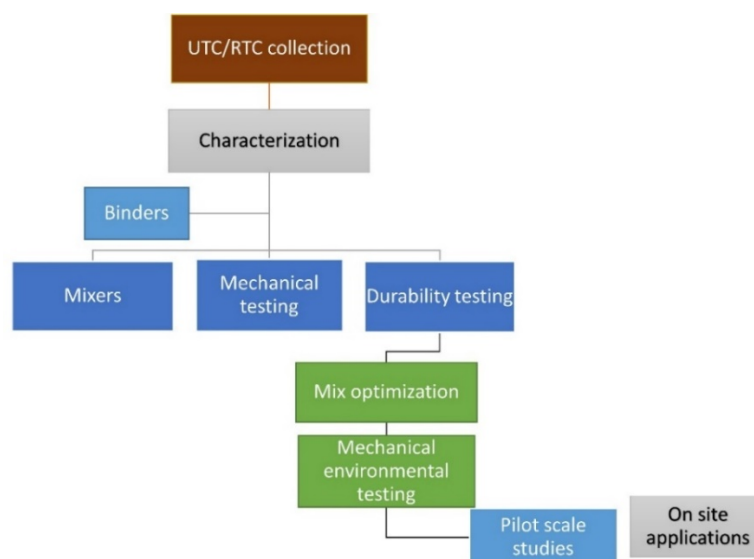 UTC/RTC collection
Characterization
Binders
Mixers
Mechanical
testing
Durability testing
Mix optimization
Mechanical
environmental
testing
Pilot scale
studies
On site
applications